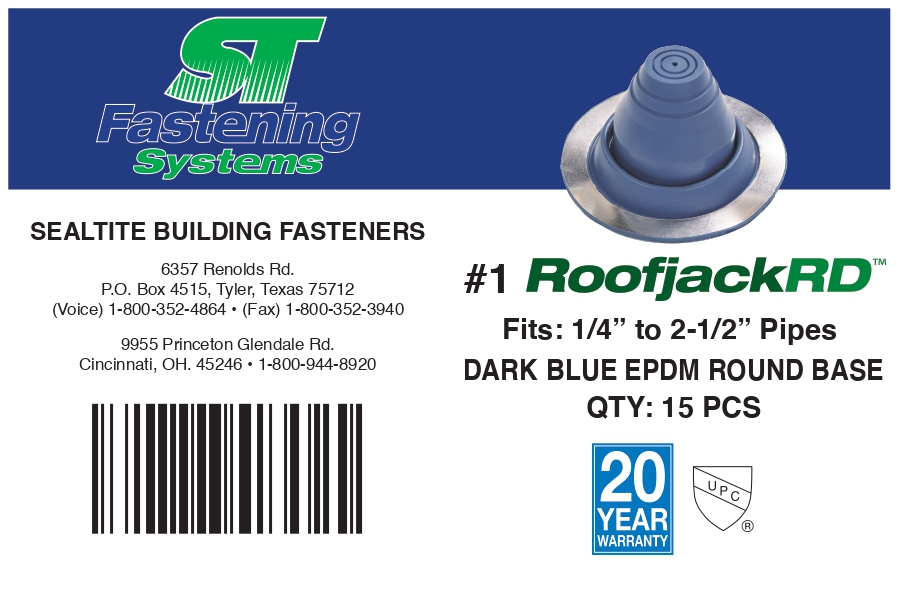 ST
Fastening
Systems
SEALTITE BUILDING FASTENERS
6357 Renolds Rd.
P.O. Box 4515, Tyler, Texas 75712
(Voice) 1-800-352-4864 • (Fax) 1-800-352-3940
9955 Princeton Glendale Rd.
Cincinnati, OH. 45246 • 1-800-944-8920
#1 RoofjackRD™
Fits: 1/4” to 2-1/2” Pipes
DARK BLUE EPDM ROUND BASE
QTY: 15 PCS
20
YEAR
WARRANTY
UPC
®